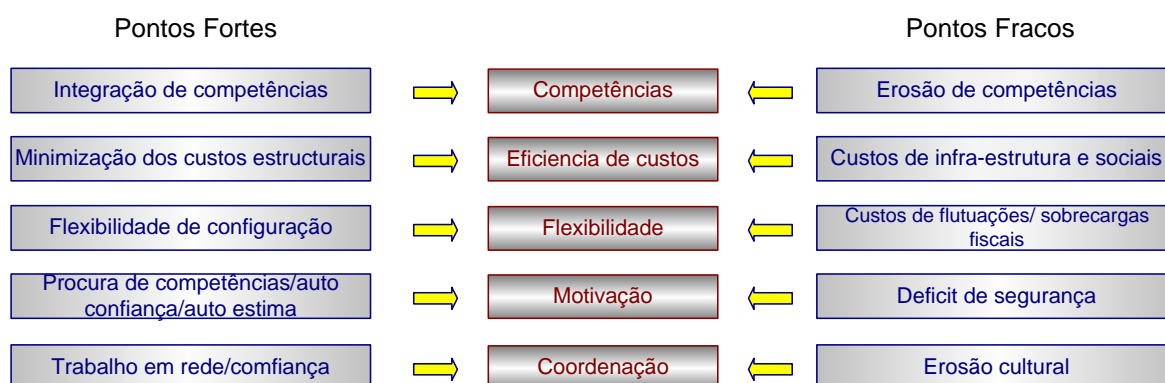 Pontos Fortes Pontos Fracos
Integração de competências Competências Erosão de competências
Minimização dos custos estructurais Eficiencia de custos Custos de infra-estrutura e sociais
Flexibilidade de configuração Flexibilidade Custos de flutuações/ sobrecargas
fiscais
Procura de competências/auto
confiança/auto estima Motivação Deficit de segurança
Trabalho em rede/comfiança Coordenação Erosão cultural